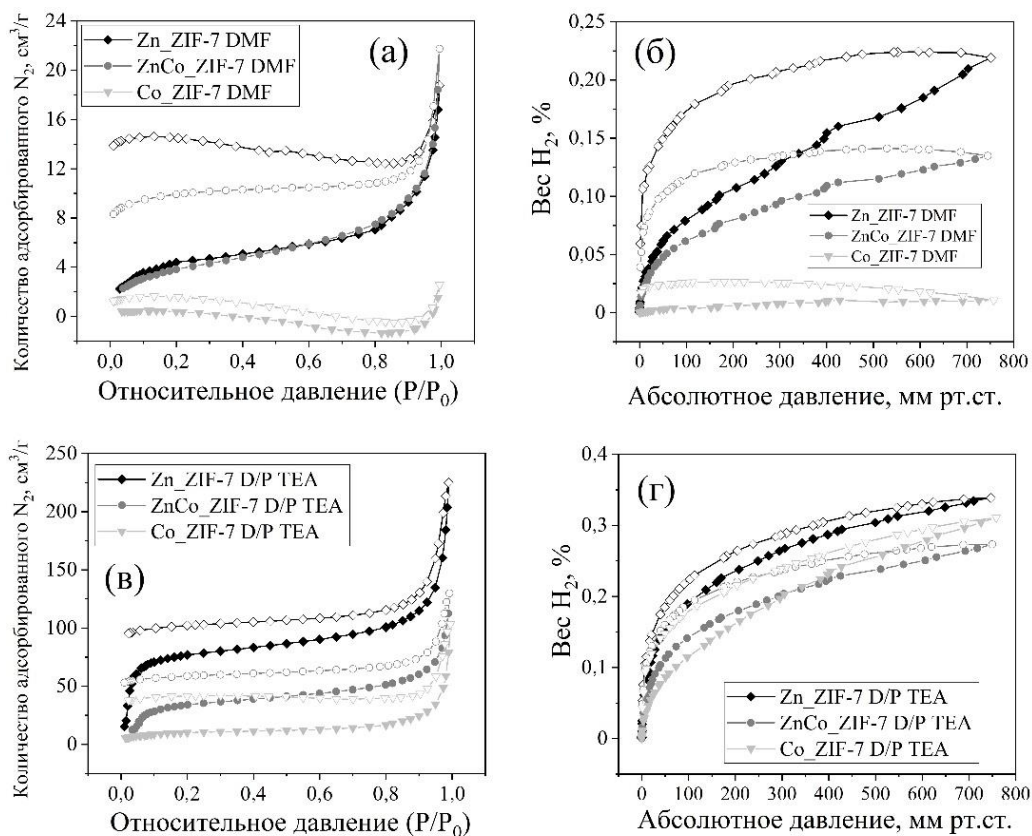 Количество адсорбированного N₂, см³/г
24
20
16
12
8
4
0
Zn_ZIF-7 DMF
ZnCo_ZIF-7 DMF
Co_ZIF-7 DMF
(а)
0,0 0,2 0,4 0,6 0,8 1,0
Относительное давление (P/P₀)
Вес H₂, %
0,25
0,20
0,15
0,10
0,05
0,00
(б)
Zn_ZIF-7 DMF
ZnCo_ZIF-7 DMF
Co_ZIF-7 DMF
0 100 200 300 400 500 600 700 800
Абсолютное давление, мм рт.ст.
Количество адсорбированного N₂, см³/г
250
200
150
100
50
0
Zn_ZIF-7 D/P TEA
ZnCo_ZIF-7 D/P TEA
Co_ZIF-7 D/P TEA
(в)
0,0 0,2 0,4 0,6 0,8 1,0
Относительное давление (P/P₀)
Вес H₂, %
0,4
0,3
0,2
0,1
0
(г)
Zn_ZIF-7 D/P TEA
ZnCo_ZIF-7 D/P TEA
Co_ZIF-7 D/P TEA
0 100 200 300 400 500 600 700 800
Абсолютное давление, мм рт.ст.